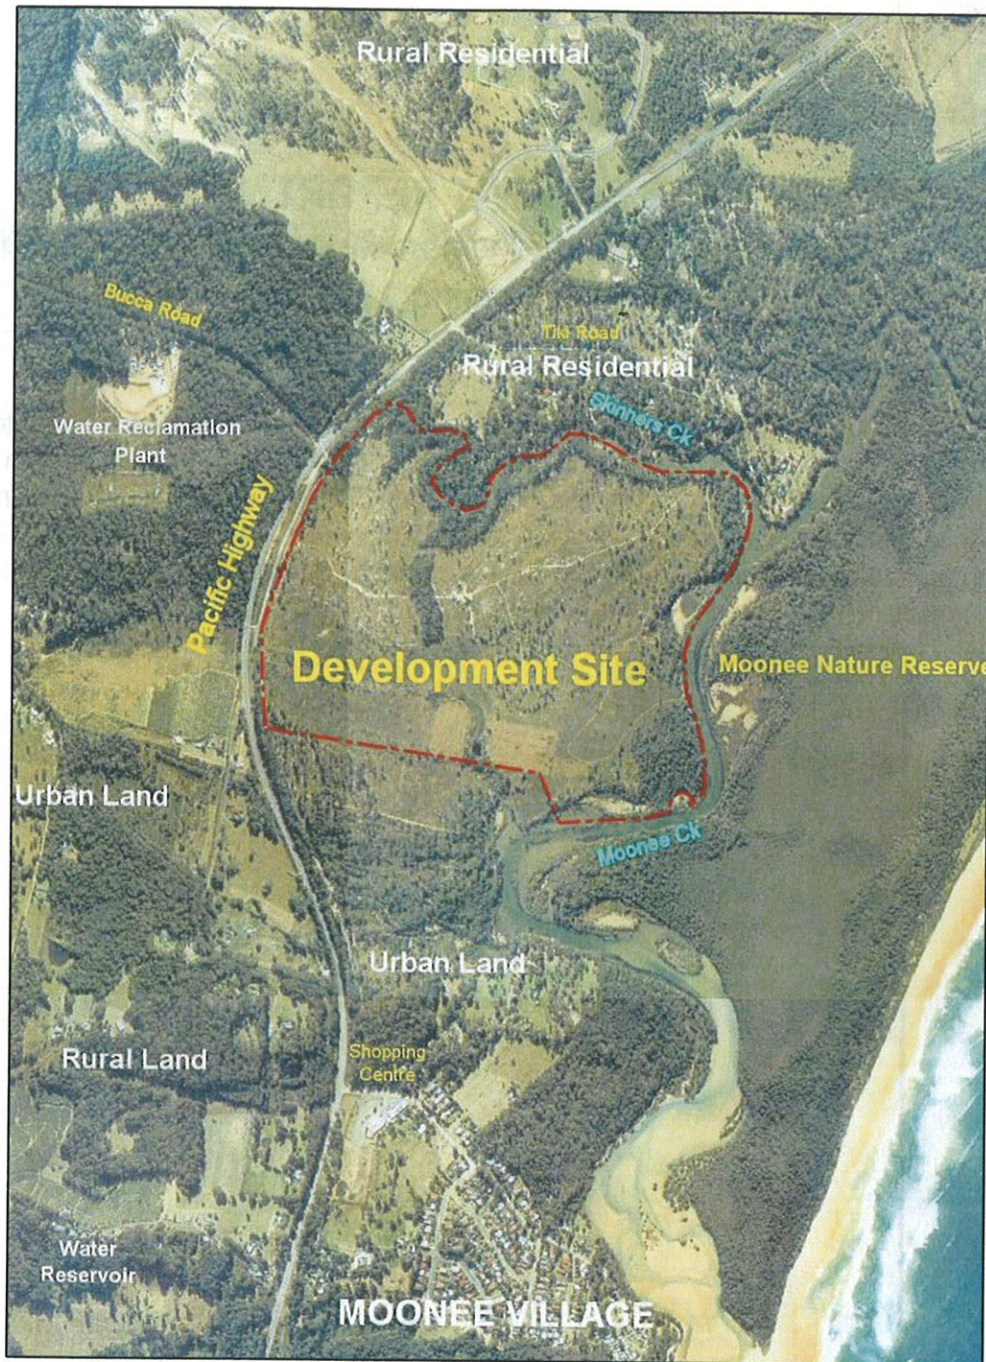 Rural Residential
Bucca Road
Tiki Road
Rural Residential
Skinners Ck
Water Reclamation
Plant
Pacific Highway
Development Site
Moonee Nature Reserve
Urban Land
Moonee Ck
Urban Land
Rural Land
Shopping
Centre
Water
Reservoir
MOONEE VILLAGE